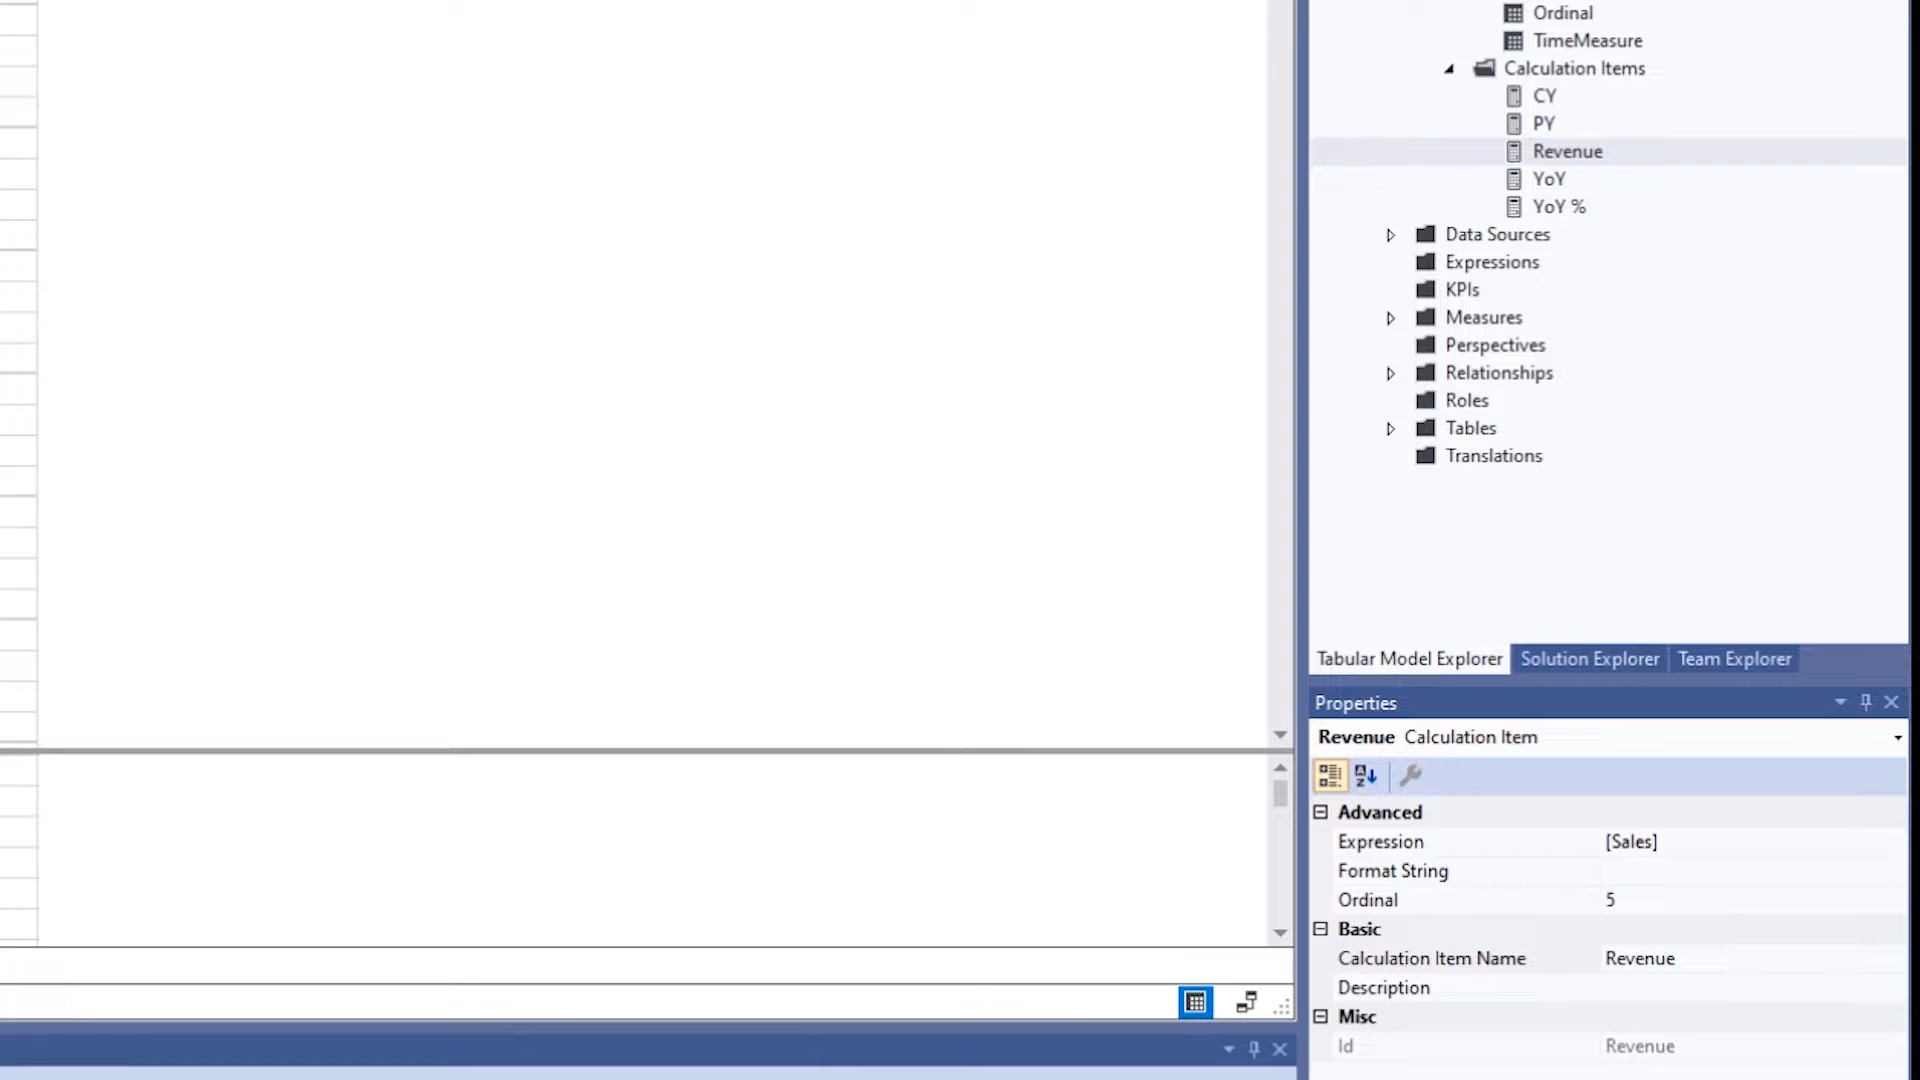 Ordinal
TimeMeasure
Calculation Items
CY
PY
Revenue
YoY
YoY %
Data Sources
Expressions
KPIs
Measures
Perspectives
Relationships
Roles
Tables
Translations
Tabular Model Explorer Solution Explorer Team Explorer
Properties
Revenue Calculation Item
Advanced
Expression [Sales]
Format String
Ordinal 5
Basic
Calculation Item Name Revenue
Description
Misc
Id Revenue